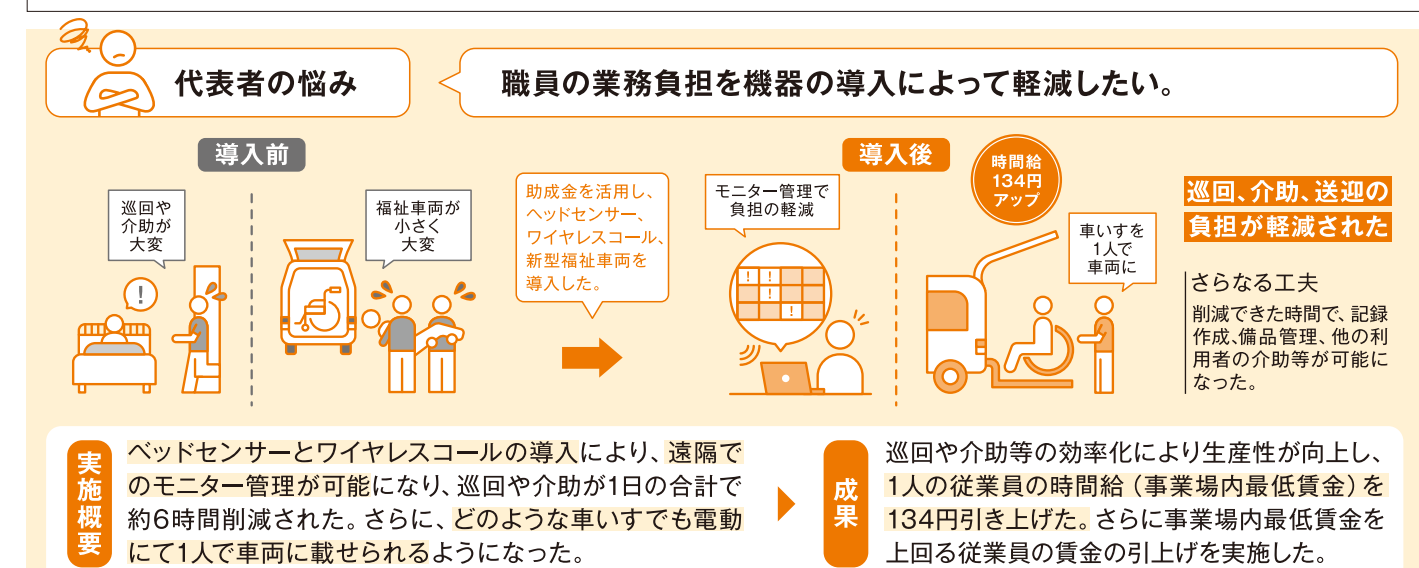 代表者の悩み
職員の業務負担を機器の導入によって軽減したい。
導入前
巡回や
介助が
大変
!
福祉車両が
小さく
大変
助成金を活用し、
ヘッドセンサー、
ワイヤレスコール、
新型福祉車両を
導入した。
導入後
モニター管理で
負担の軽減
! !
!
!
時間給
134円
アップ
車いすを
1人で
車両に
巡回、介助、送迎の
負担が軽減された
さらなる工夫
削減できた時間で、記録
作成、備品管理、他の利
用者の介助等が可能に
なった。
実施概要
ベッドセンサーとワイヤレスコールの導入により、遠隔で
のモニター管理が可能になり、巡回や介助が1日の合計で
約6時間削減された。さらに、どのような車いすでも電動
にて1人で車両に載せられるようになった。
成果
巡回や介助等の効率化により生産性が向上し、
1人の従業員の時間給（事業場内最低賃金）を
134円引き上げた。さらに事業場内最低賃金を
上回る従業員の賃金の引上げを実施した。